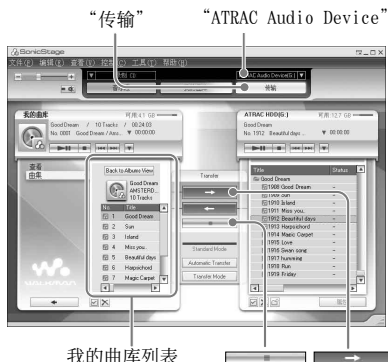 “传输”
“ATRAC Audio Device”
SonicStage
文件(F) 编辑(E) 查看(V) 控制(C) 工具(T) 帮助(H)
ATRAC Audio Device[G:]
传输
我的曲库
可用:4.1 GB
Good Dream / 10 Tracks / 00:24:03
No. 0001 Good Dream / Ams... 00:00:00
ATRAC HDD(G:)
可用:12.7 GB
Good Dream
No. 1912 Beautiful days... 00:00:00
查看
曲集
Back to Albums View
Good Dream
AMSTERD...
10 Tracks
No. Title
1 Good Dream
2 Sun
3 Island
4 Miss you.
5 Beautiful days
6 Harpsichord
7 Magic Carpet
Transfer
Standard Mode
Automatic Transfer
Transfer Mode
Title Status
Good Dream
1908 Good Dream -
1909 Sun -
1910 Island -
1911 Miss you. -
1912 Beautiful days -
1913 Harpsichord -
1914 Magic Carpet -
1915 Love -
1916 Swan song -
1917 humming -
1918 Run -
1919 Friday -
WALKMAN
我的曲库列表